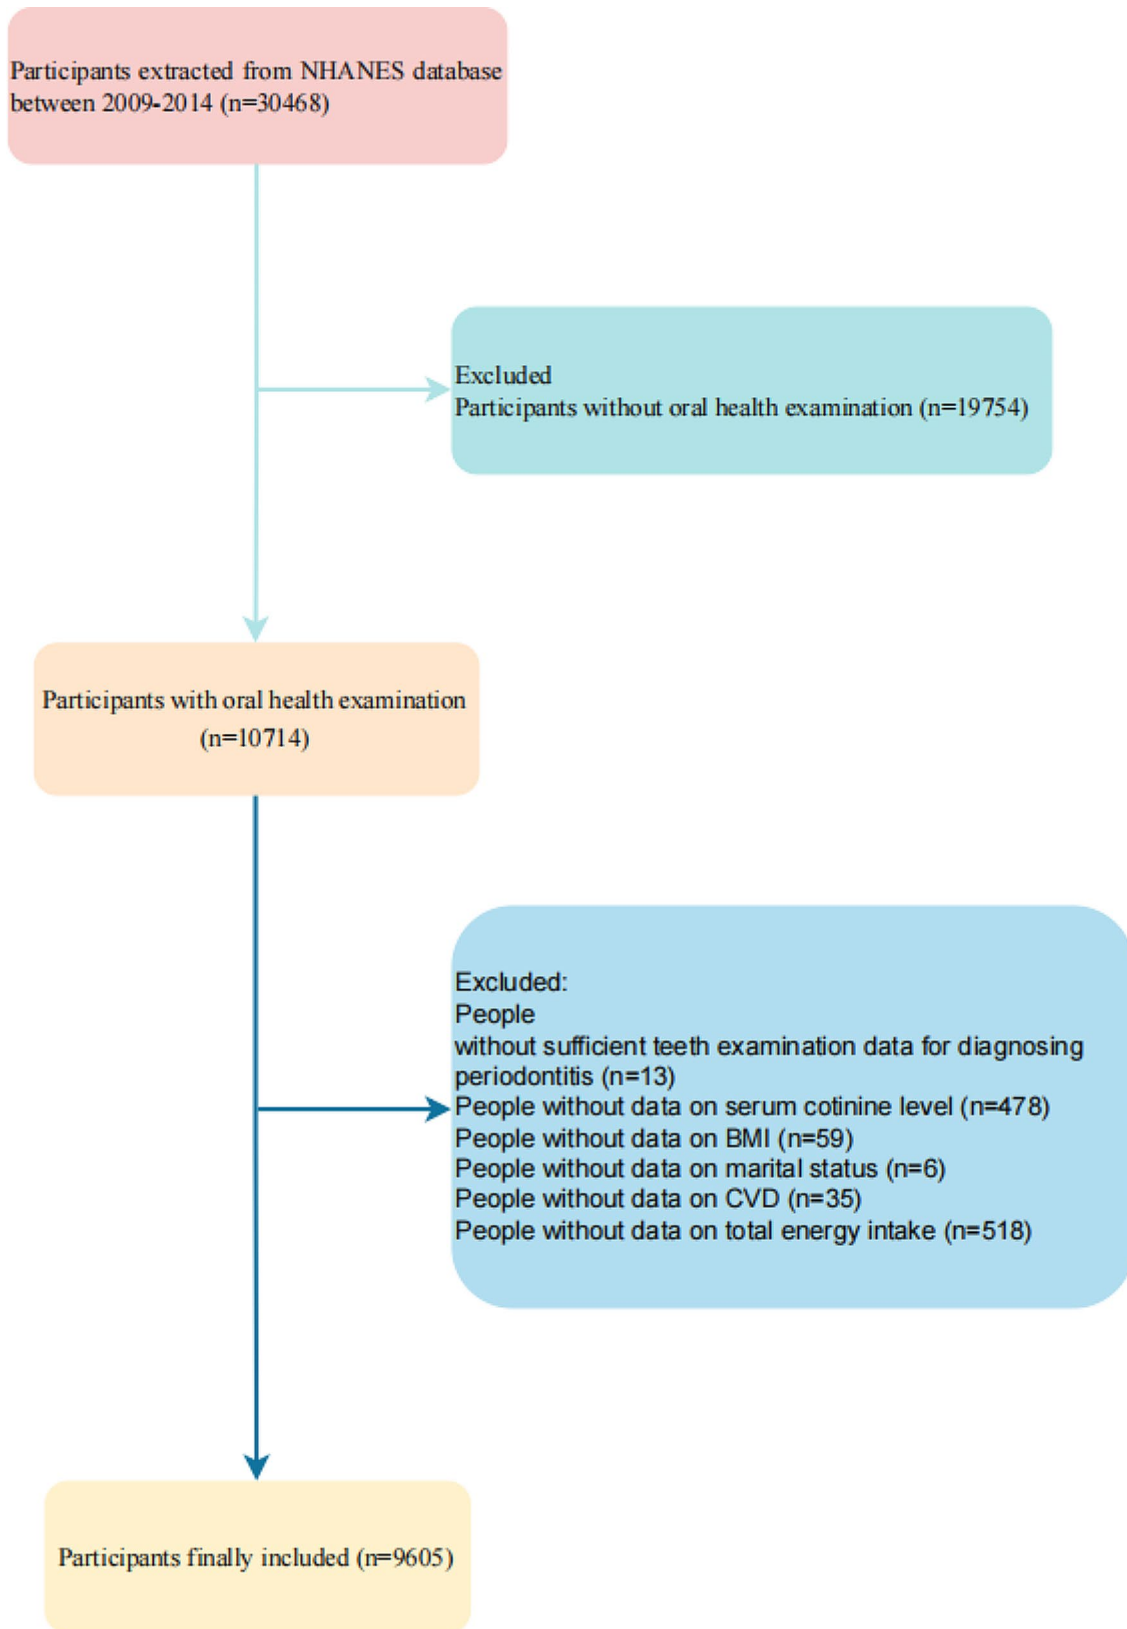 Participants extracted from NHANES database
between 2009-2014 (n=30468)
Excluded
Participants without oral health examination (n=19754)
Participants with oral health examination
(n=10714)
Excluded:
People
without sufficient teeth examination data for diagnosing
periodontitis (n=13)
People without data on serum cotinine level (n=478)
People without data on BMI (n=59)
People without data on marital status (n=6)
People without data on CVD (n=35)
People without data on total energy intake (n=518)
Participants finally included (n=9605)